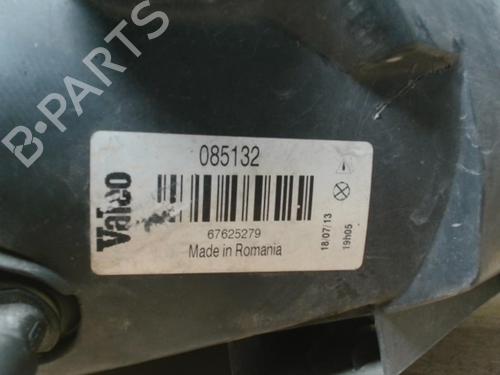 B-PARTS
Valeo
085132
67625279
Made in Romania
18/07/13
19h05